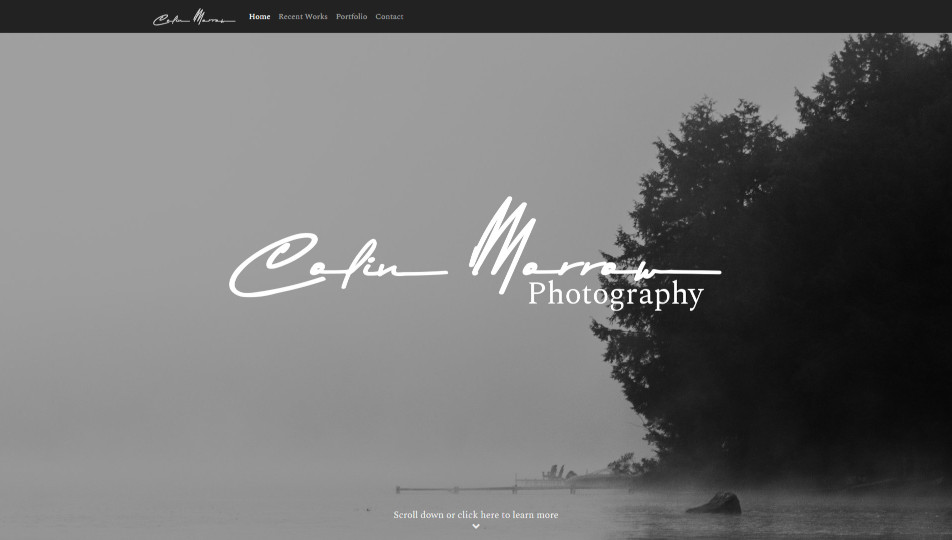 Colin Morrow Home Recent Works Portfolio Contact
Colin Morrow
Photography
Scroll down or click here to learn more